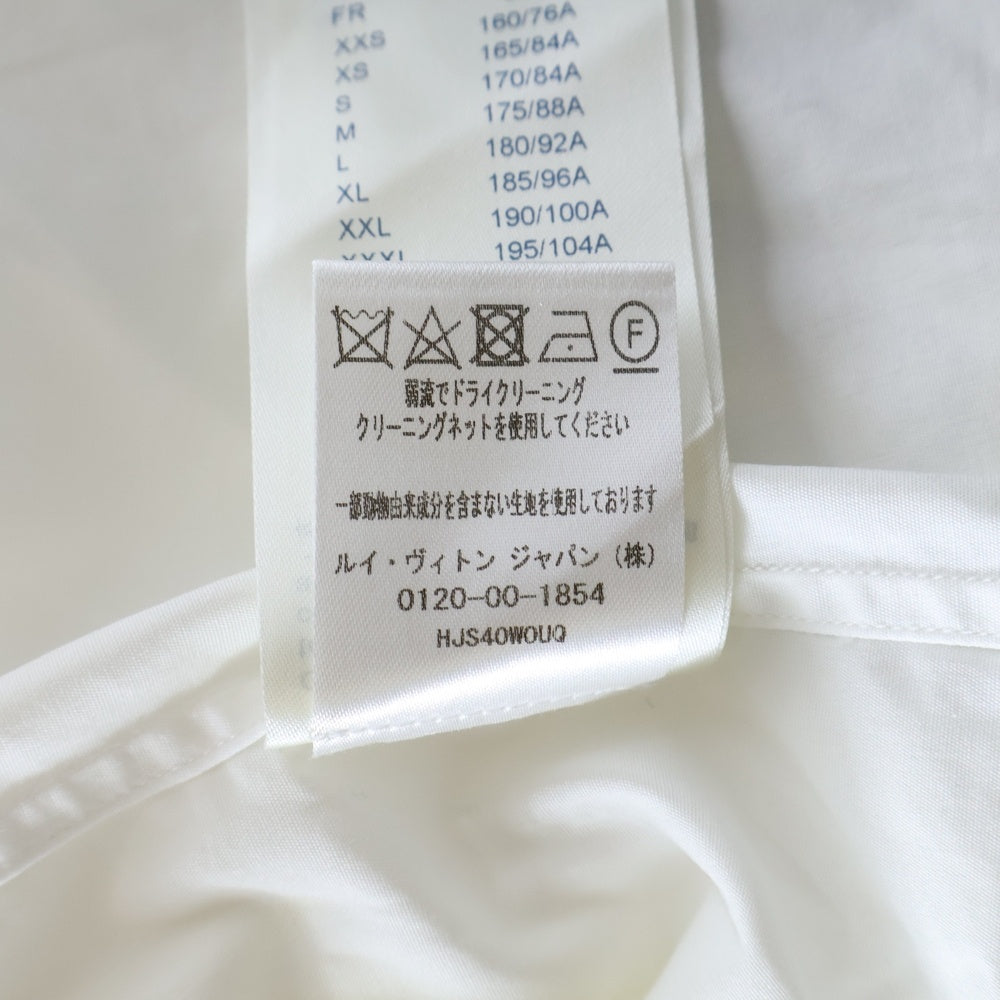 FR 160/76A
XXS 165/84A
XS 170/84A
S 175/88A
M 180/92A
L 185/96A
XL 190/100A
XXL 195/104A
XXXL
F
弱流でドライクリーニング
クリーニングネットを使用してください
一部動物由来成分を含まない生地を使用しております
ルイ・ヴィトン ジャパン (株)
0120-00-1854
HJS40WOUQ